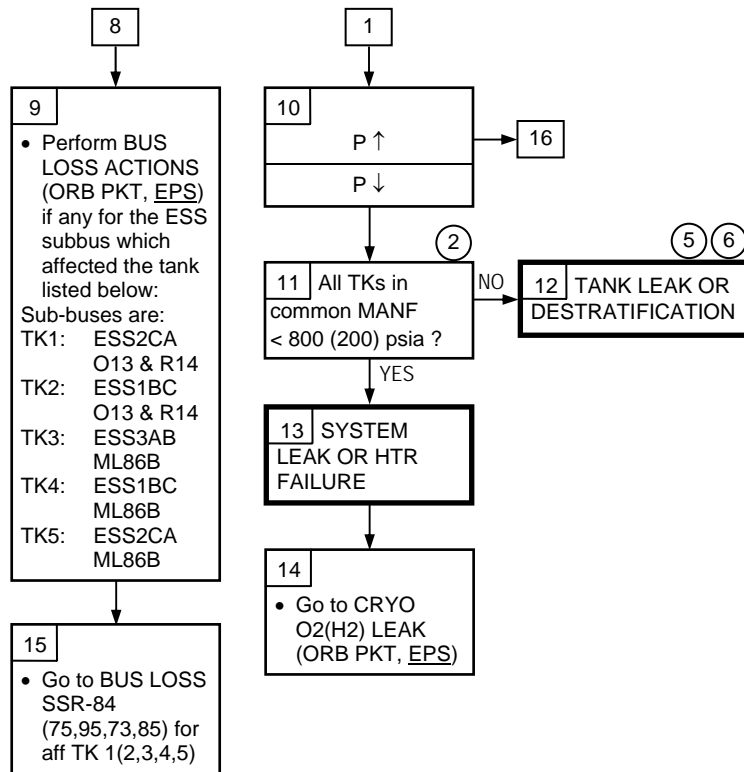 8
9
• Perform BUS
LOSS ACTIONS
(ORB PKT, EPS)
if any for the ESS
subbus which
affected the tank
listed below:
Sub-buses are:
TK1: ESS2CA
O13 & R14
TK2: ESS1BC
O13 & R14
TK3: ESS3AB
ML86B
TK4: ESS1BC
ML86B
TK5: ESS2CA
ML86B
15
• Go to BUS LOSS
SSR-84
(75,95,73,85) for
aff TK 1(2,3,4,5)
1
10
P ↑
P ↓
16
2
11 All TKs in
common MANF
< 800 (200) psia ?
NO
YES
5 6
12 TANK LEAK OR
DESTRATIFICATION
13 SYSTEM
LEAK OR HTR
FAILURE
14
• Go to CRYO
O2(H2) LEAK
(ORB PKT, EPS)